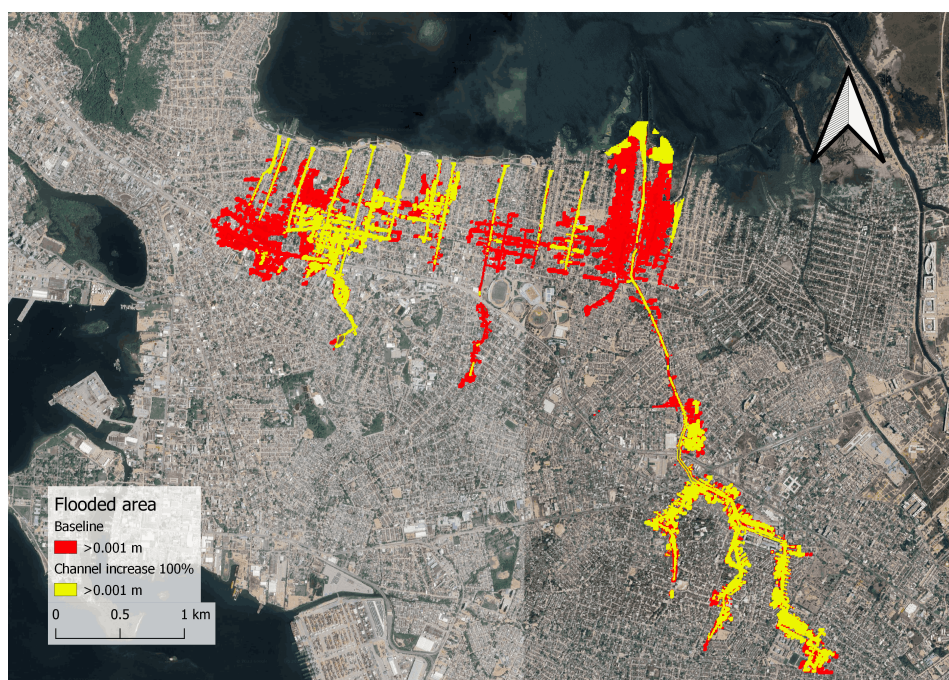 Flooded area
Baseline
>0.001 m
Channel increase 100%
>0.001 m
0 0.5 1 km